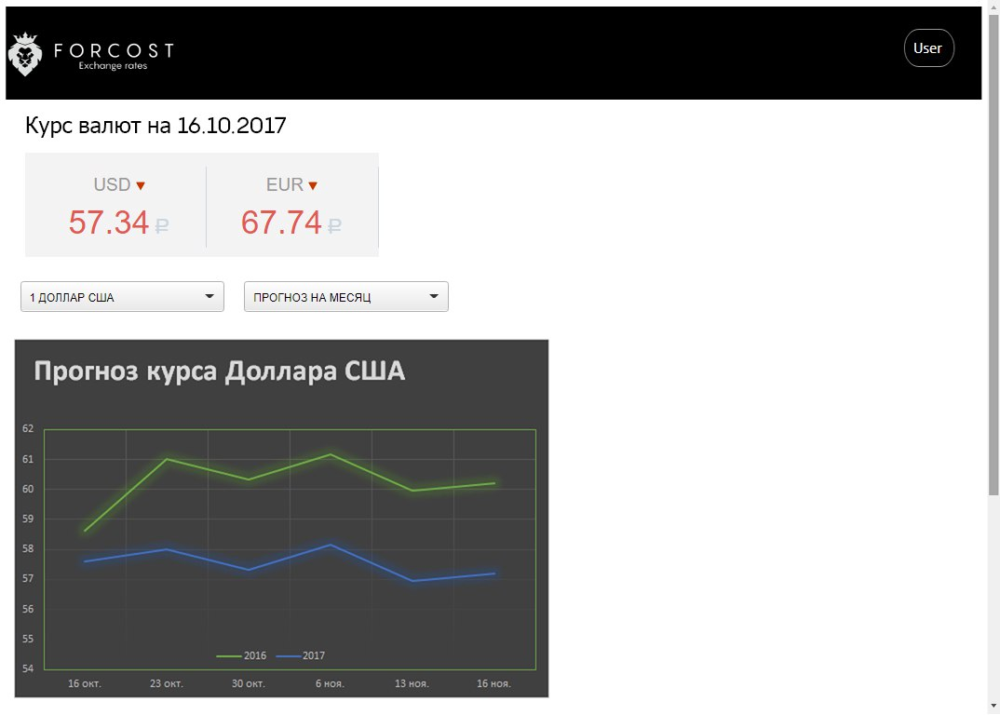 FORCOST
Exchange rates
User
Курс валют на 16.10.2017
USD EUR
57.34 ₽ 67.74 ₽
1 ДОЛЛАР США ПРОГНОЗ НА МЕСЯЦ
Прогноз курса Доллара США
62
61
60
59
58
57
56
55
54
2016 2017
16 окт. 23 окт. 30 окт. 6 ноя. 13 ноя. 16 ноя.